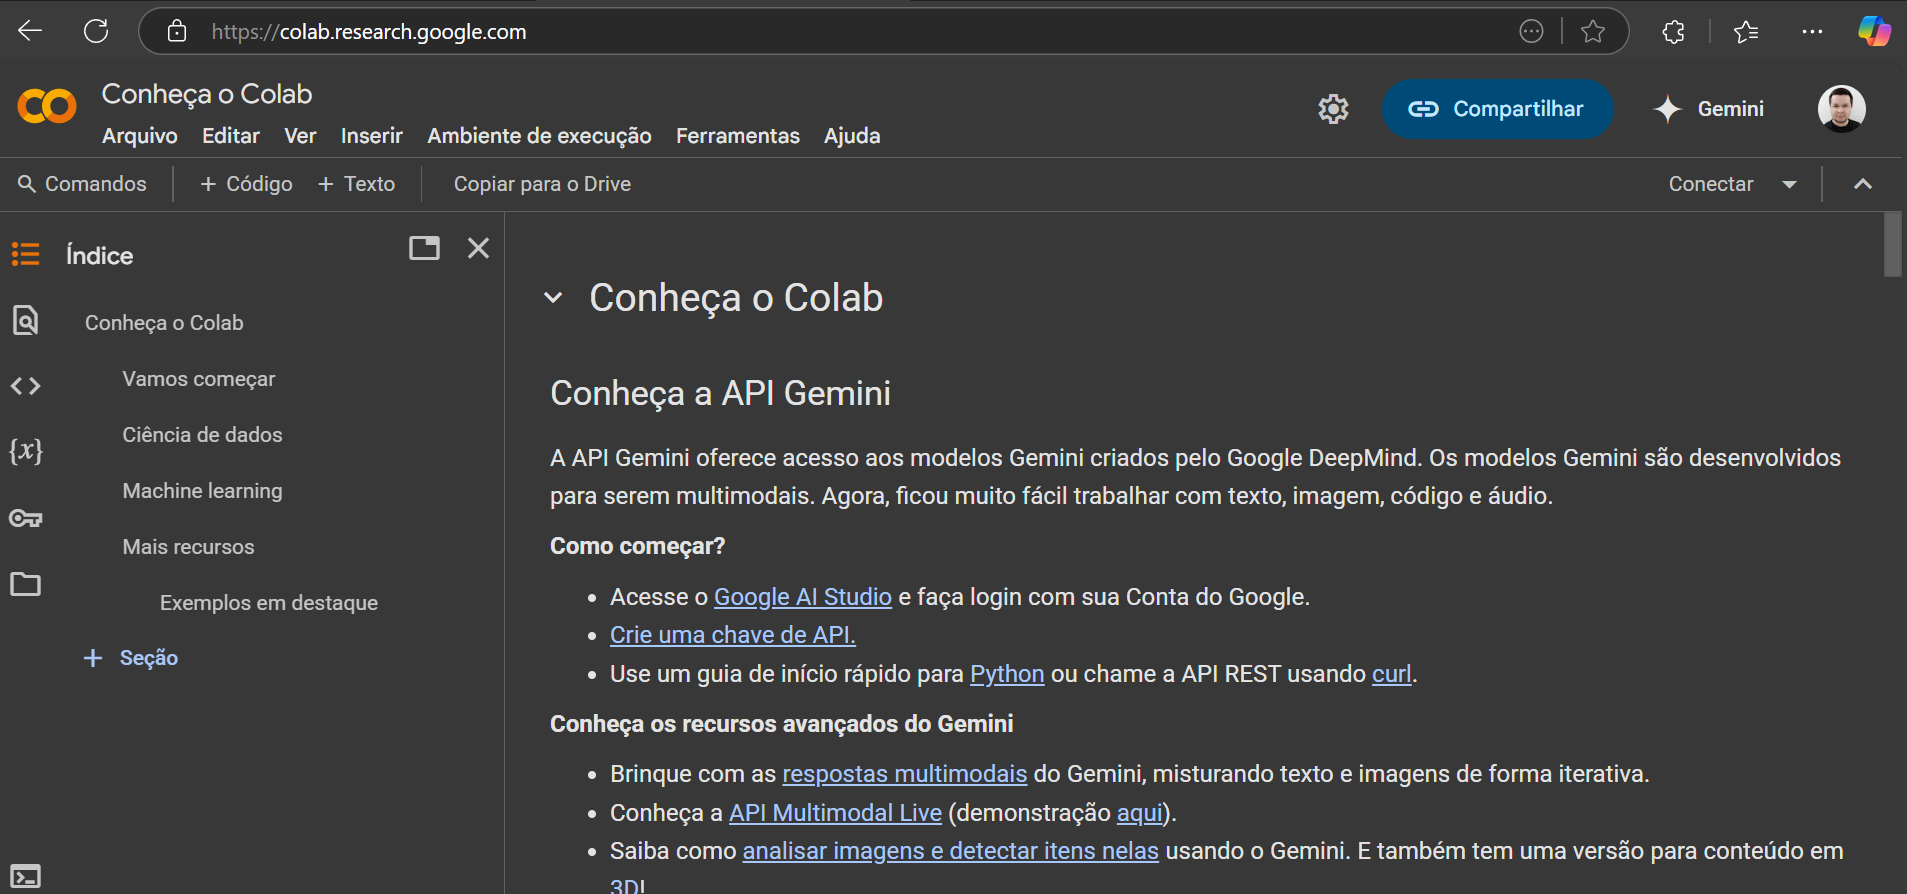 https://colab.research.google.com
Conheça o Colab
Arquivo Editar Ver Inserir Ambiente de execução Ferramentas Ajuda
Compartilhar
Gemini
Comandos
+ Código + Texto
Copiar para o Drive
Conectar
Índice
Conheça o Colab
Vamos começar
Ciência de dados
Machine learning
Mais recursos
Exemplos em destaque
+ Seção
Conheça o Colab
Conheça a API Gemini
A API Gemini oferece acesso aos modelos Gemini criados pelo Google DeepMind. Os modelos Gemini são desenvolvidos
para serem multimodais. Agora, ficou muito fácil trabalhar com texto, imagem, código e áudio.
Como começar?
• Acesse o Google AI Studio e faça login com sua Conta do Google.
• Crie uma chave de API.
• Use um guia de início rápido para Python ou chame a API REST usando curl.
Conheça os recursos avançados do Gemini
• Brinque com as respostas multimodais do Gemini, misturando texto e imagens de forma iterativa.
• Conheça a API Multimodal Live (demonstração aqui).
• Saiba como analisar imagens e detectar itens nelas usando o Gemini. E também tem uma versão para conteúdo em
3D!